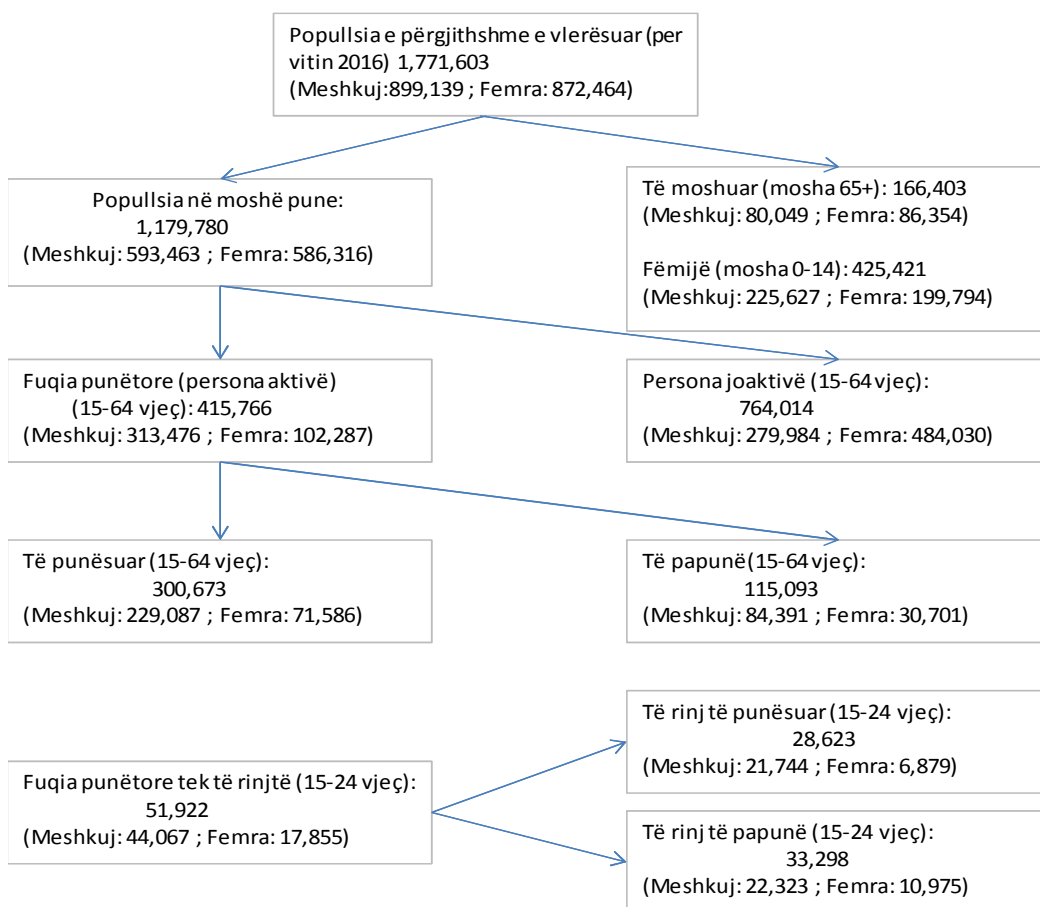 Popullsia e përgjithshme e vlerësuar (per
vitin 2016) 1,771,603
(Meshkuj:899,139 ; Femra: 872,464)
Popullsia në moshë pune:
1,179,780
(Meshkuj: 593,463 ; Femra: 586,316)
Të moshuar (mosha 65+): 166,403
(Meshkuj: 80,049 ; Femra: 86,354)
Fëmijë (mosha 0-14): 425,421
(Meshkuj: 225,627 ; Femra: 199,794)
Fuqia punëtore (persona aktivë)
(15-64 vjeç): 415,766
(Meshkuj: 313,476 ; Femra: 102,287)
Persona joaktivë (15-64 vjeç):
764,014
(Meshkuj: 279,984 ; Femra: 484,030)
Të punësuar (15-64 vjeç):
300,673
(Meshkuj: 229,087 ; Femra: 71,586)
Të papunë (15-64 vjeç):
115,093
(Meshkuj: 84,391 ; Femra: 30,701)
Fuqia punëtore tek të rinjtë (15-24 vjeç):
51,922
(Meshkuj: 44,067 ; Femra: 17,855)
Të rinj të punësuar (15-24 vjeç):
28,623
(Meshkuj: 21,744 ; Femra: 6,879)
Të rinj të papunë (15-24 vjeç):
33,298
(Meshkuj: 22,323 ; Femra: 10,975)